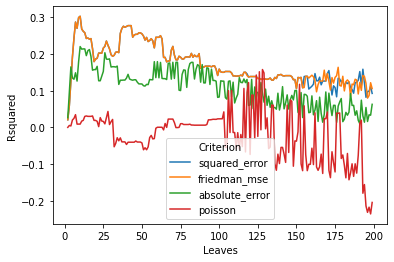 0.3
0.2
0.1
0.0
−0.1
−0.2
Rsquared
Criterion
squared_error
friedman_mse
absolute_error
poisson
0 25 50 75 100 125 150 175 200
Leaves